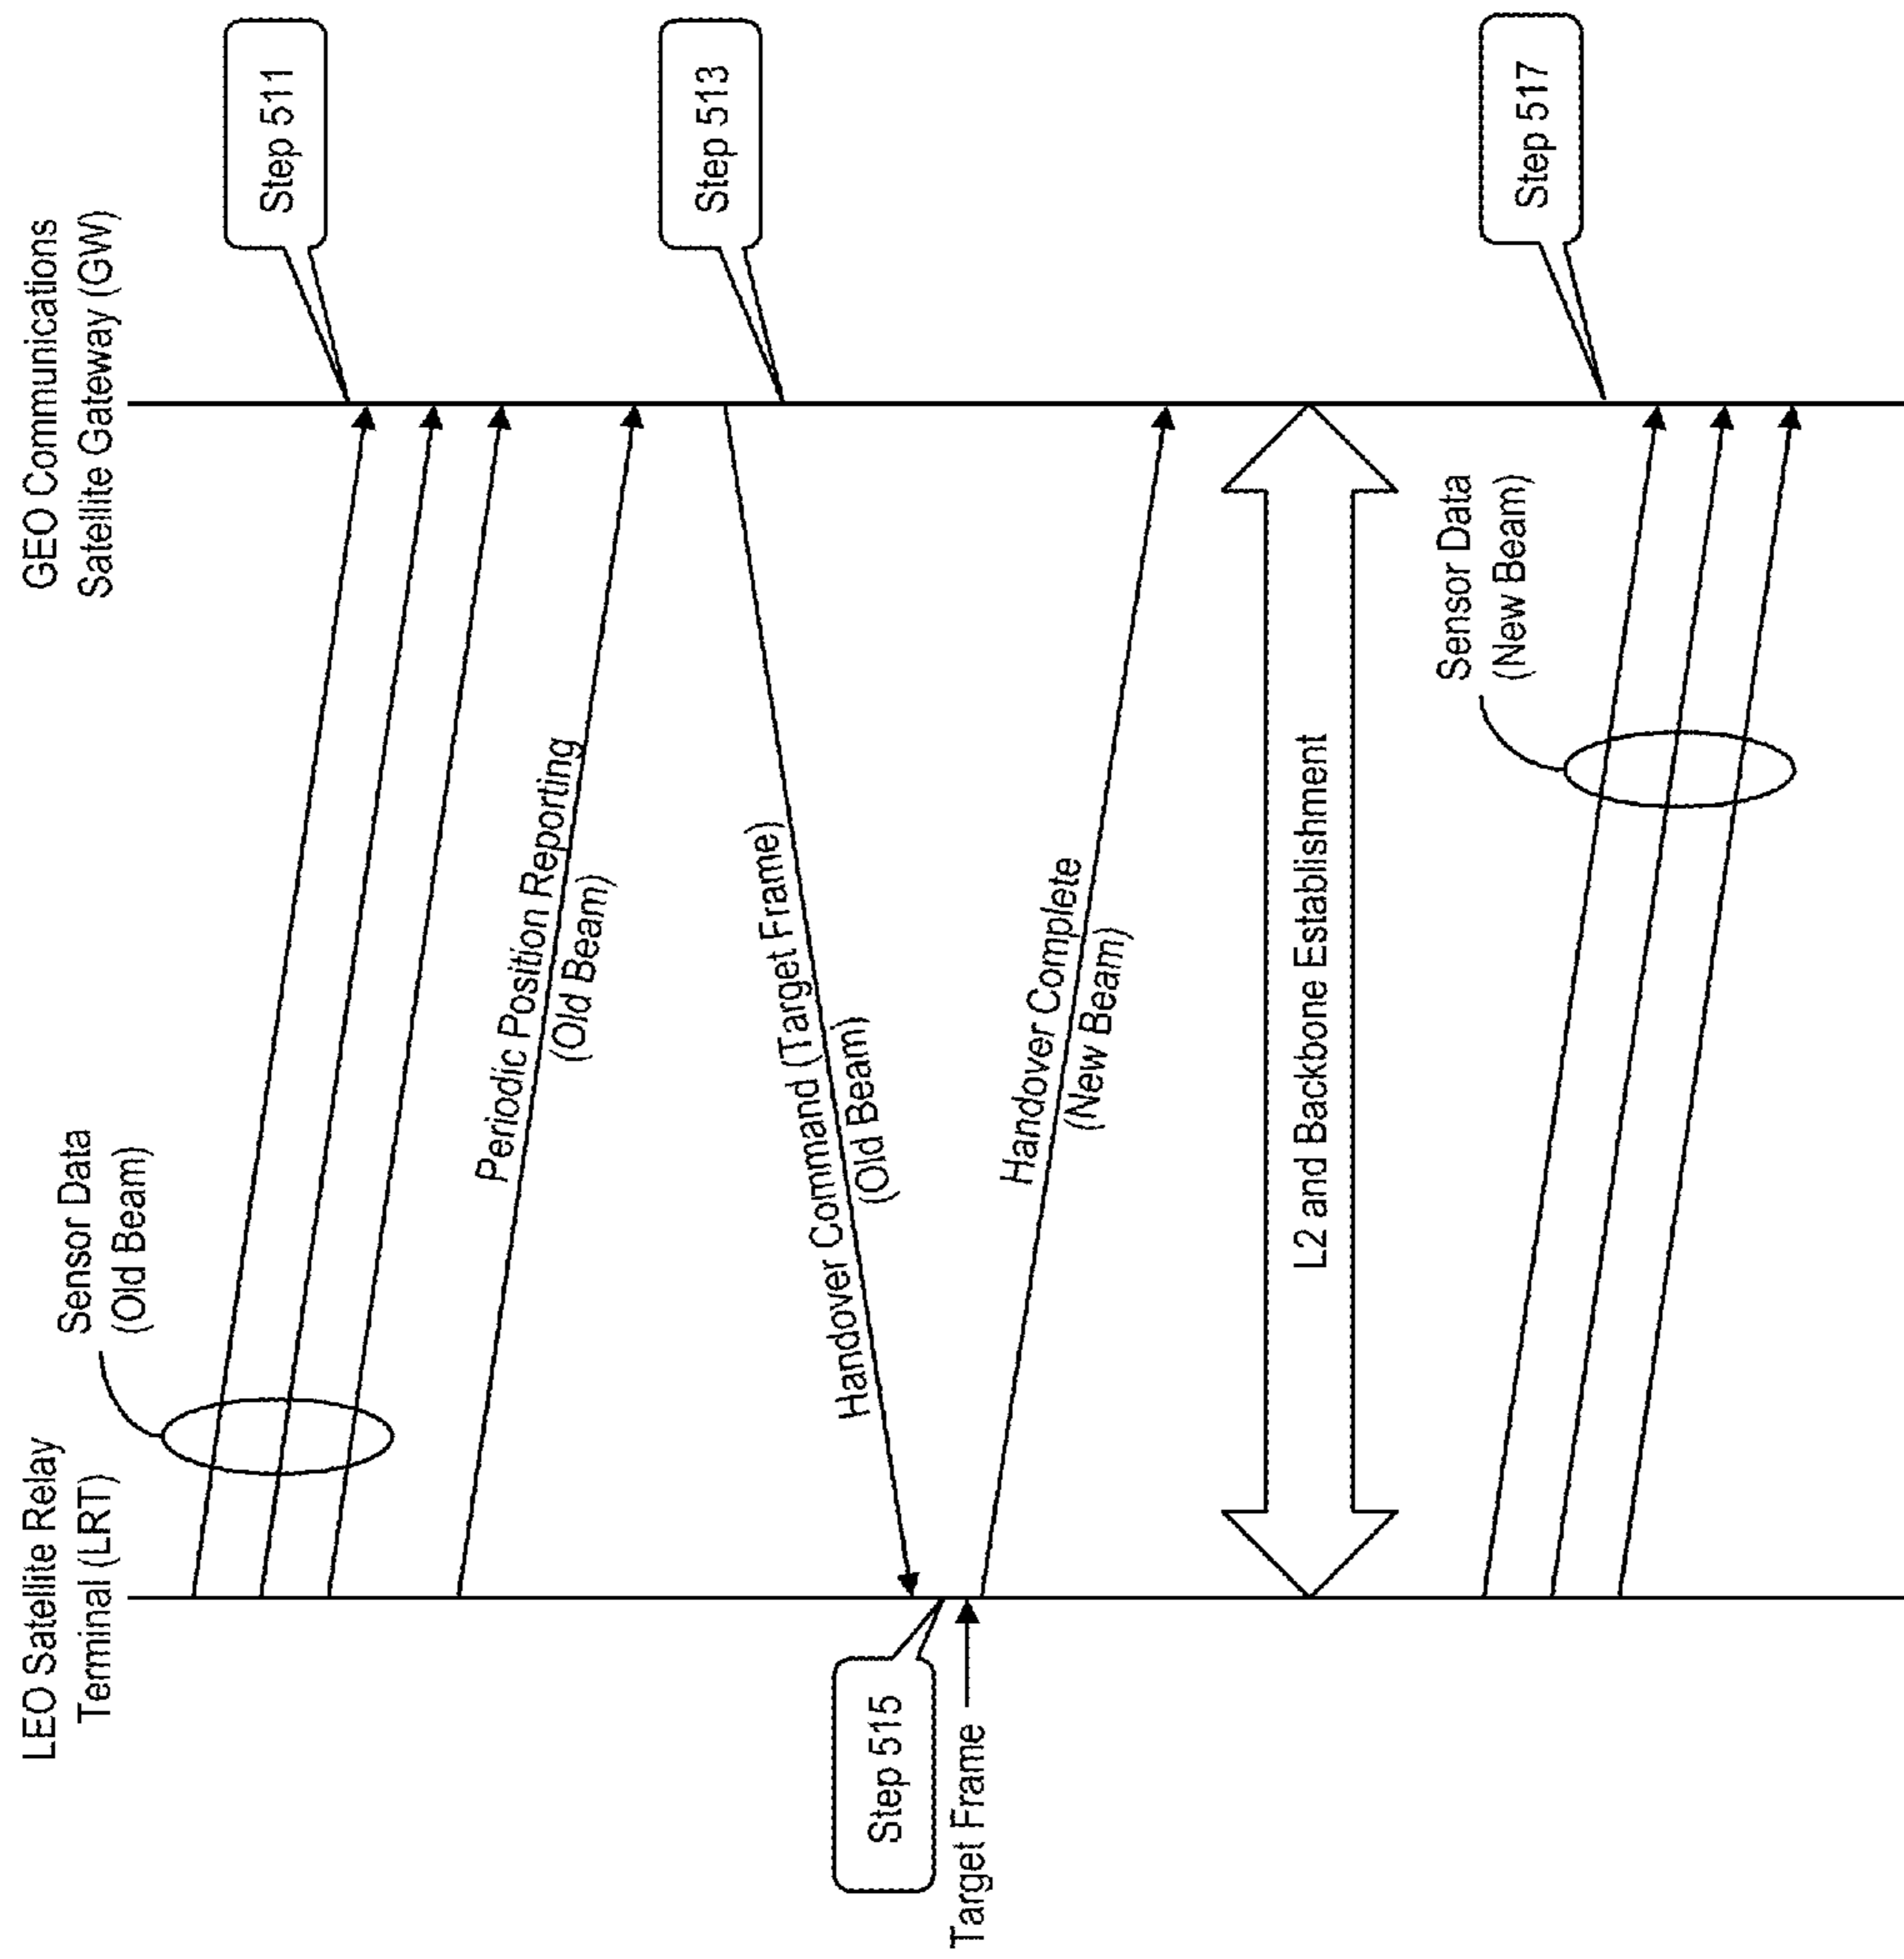 LEO Satellite Relay
Terminal (LRT)
GEO Communications
Satellite Gateway (GW)
Sensor Data
(Old Beam)
Step 511
Periodic Position Reporting
(Old Beam)
Step 513
Handover Command (Target Frame)
(Old Beam)
Step 515
Target Frame
Handover Complete
(New Beam)
L2 and Backbone Establishment
Sensor Data
(New Beam)
Step 517